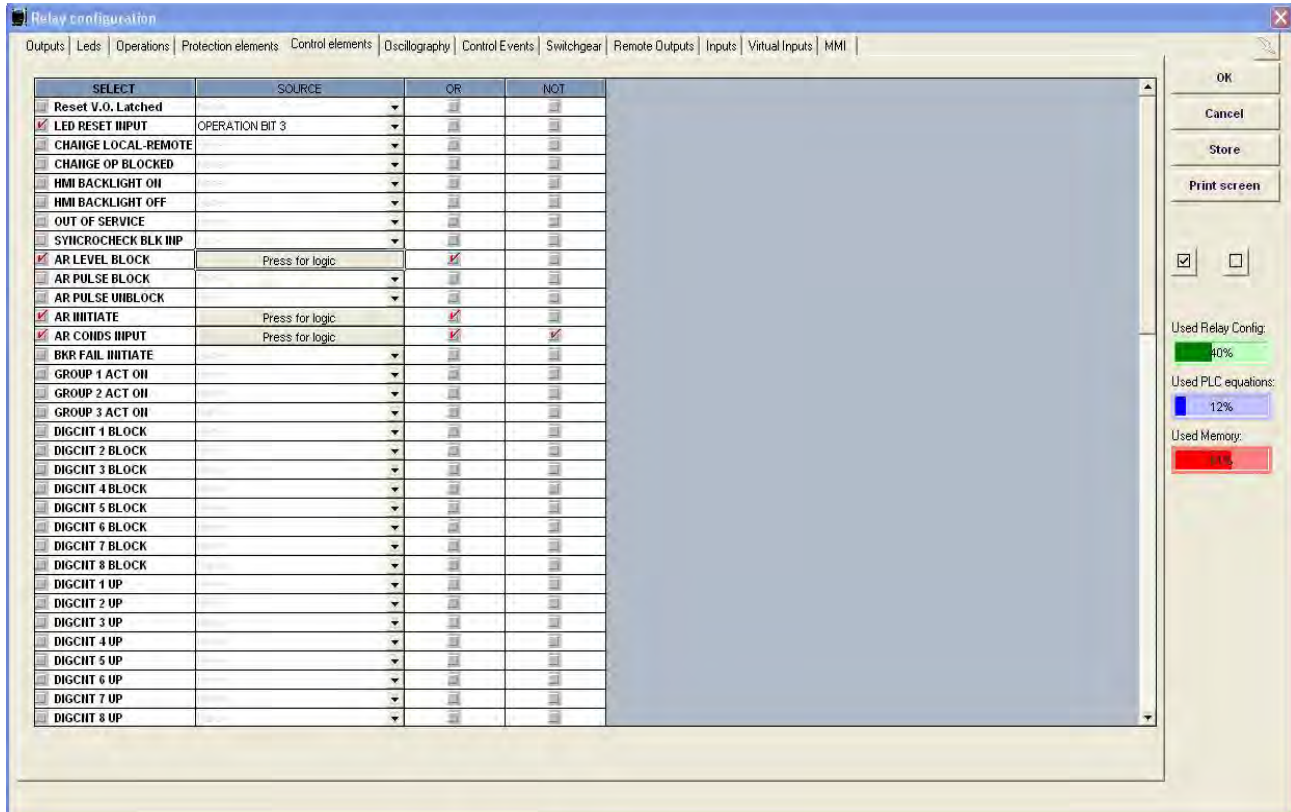 Relay configuration
Outputs Leds Operations Protection elements Control elements Oscillography Control Events Switchgear Remote Outputs Inputs Virtual Inputs MMI
SELECT SOURCE OR NOT
Reset V.O. Latched
LED RESET INPUT OPERATION BIT 3
CHANGE LOCAL-REMOTE
CHANGE OP BLOCKED
HMI BACKLIGHT ON
HMI BACKLIGHT OFF
OUT OF SERVICE
SYNCROCHECK BLK INP
AR LEVEL BLOCK Press for logic
AR PULSE BLOCK
AR PULSE UNBLOCK
AR INITIATE Press for logic
AR CONDS INPUT Press for logic
BKR FAIL INITIATE
GROUP 1 ACT ON
GROUP 2 ACT ON
GROUP 3 ACT ON
DIGCNT 1 BLOCK
DIGCNT 2 BLOCK
DIGCNT 3 BLOCK
DIGCNT 4 BLOCK
DIGCNT 5 BLOCK
DIGCNT 6 BLOCK
DIGCNT 7 BLOCK
DIGCNT 8 BLOCK
DIGCNT 1 UP
DIGCNT 2 UP
DIGCNT 3 UP
DIGCNT 4 UP
DIGCNT 5 UP
DIGCNT 6 UP
DIGCNT 7 UP
DIGCNT 8 UP
OK
Cancel
Store
Print screen
Used Relay Config:
40%
Used PLC equations:
12%
Used Memory: